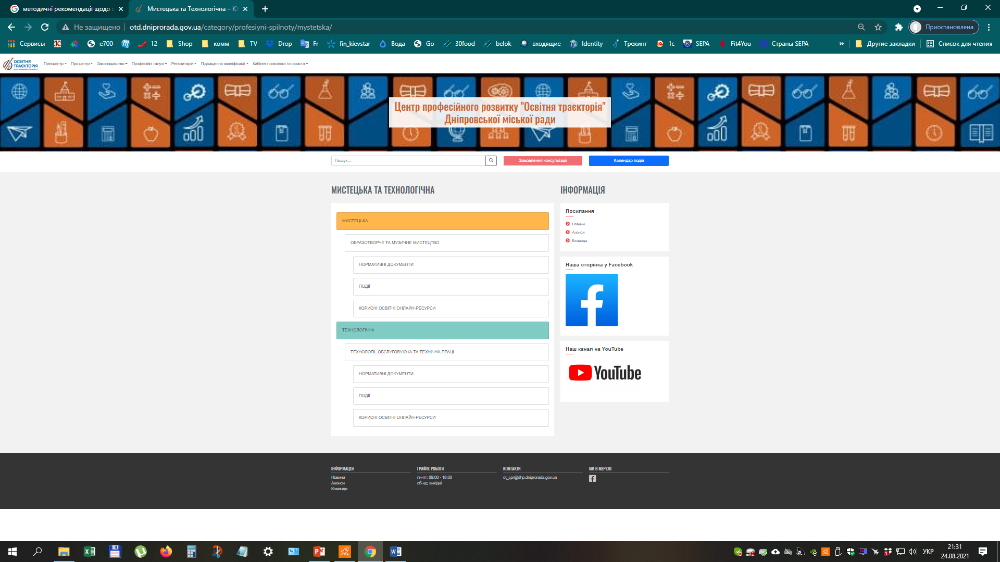 методичні рекомендації щодо
Мистецька та Технологічна – К
Не защищено
otd.dniprorada.gov.ua/category/profesiyni-spilnoty/mystetska/
Приостановлена
Сервисы
e700
12
Shop
комм
TV
Drop
Fr
fin_kievstar
Вода
Go
30food
belok
входящие
Identity
Трекинг
1с
SEPA
Fit4You
Страны SEPA
»
Другие закладки
Список для чтения
ОСВІТНЯ
ТРАЄКТОРІЯ
Пресцентр
Про центр
Законодавство
Професійні галузі
Репозитарій
Підвищення кваліфікації
Кабінет психолога та юриста
Центр професійного розвитку "Освітня траєкторія"
Дніпровської міської ради
Пошук...
Замовлення консультації
Календар подій
МИСТЕЦЬКА ТА ТЕХНОЛОГІЧНА
МИСТЕЦЬКА
ОБРАЗОТВОРЧЕ ТА МУЗИЧНЕ МИСТЕЦТВО
НОРМАТИВНІ ДОКУМЕНТИ
ПОДІЇ
КОРИСНІ ОСВІТНІ ОНЛАЙН-РЕСУРСИ
ТЕХНОЛОГІЧНА
ТЕХНОЛОГІЇ, ОБСЛУГОВУЮЧА ТА ТЕХНІЧНА ПРАЦІ
НОРМАТИВНІ ДОКУМЕНТИ
ПОДІЇ
КОРИСНІ ОСВІТНІ ОНЛАЙН-РЕСУРСИ
ІНФОРМАЦІЯ
Посилання
Новини
Анонси
Команда
Наша сторінка у Facebook
Наш канал на YouTube
YouTube
ІНФОРМАЦІЯ
Новини
Анонси
Команда
ГРАФІК РОБОТИ
пн-пт: 09:00 - 18:00
сб-нд: вихідні
КОНТАКТИ
ot_cpr@dhp.dniprorada.gov.ua
МИ В МЕРЕЖІ
УКР
21:31
24.08.2021